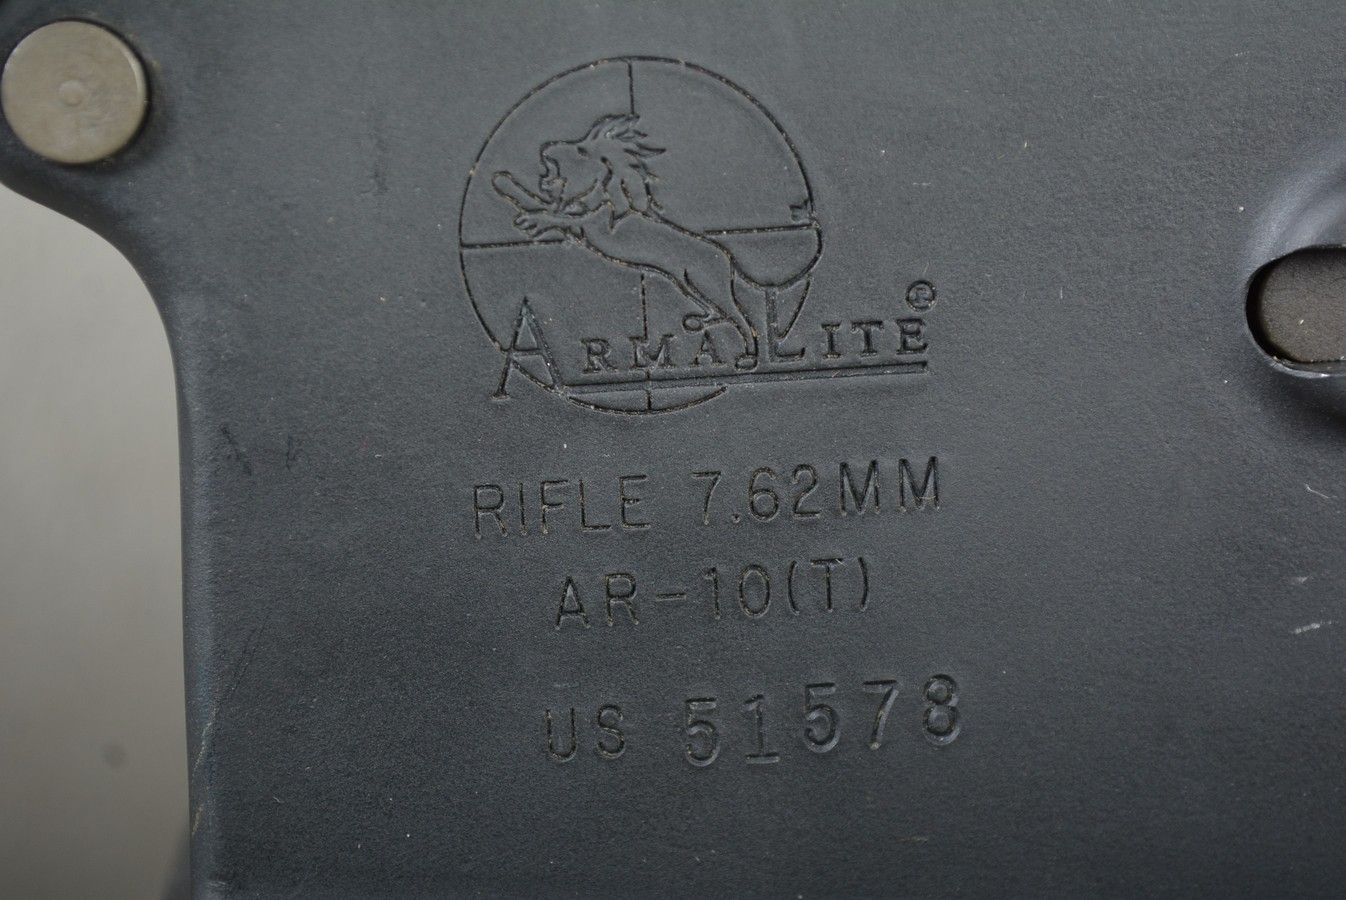 ARMALITE®
RIFLE 7.62MM
AR-10(T)
US 51578